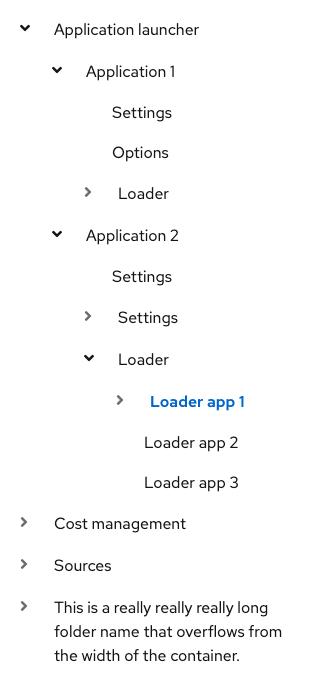 Application launcher
Application 1
Settings
Options
Loader
Application 2
Settings
Settings
Loader
Loader app 1
Loader app 2
Loader app 3
Cost management
Sources
This is a really really really long
folder name that overflows from
the width of the container.